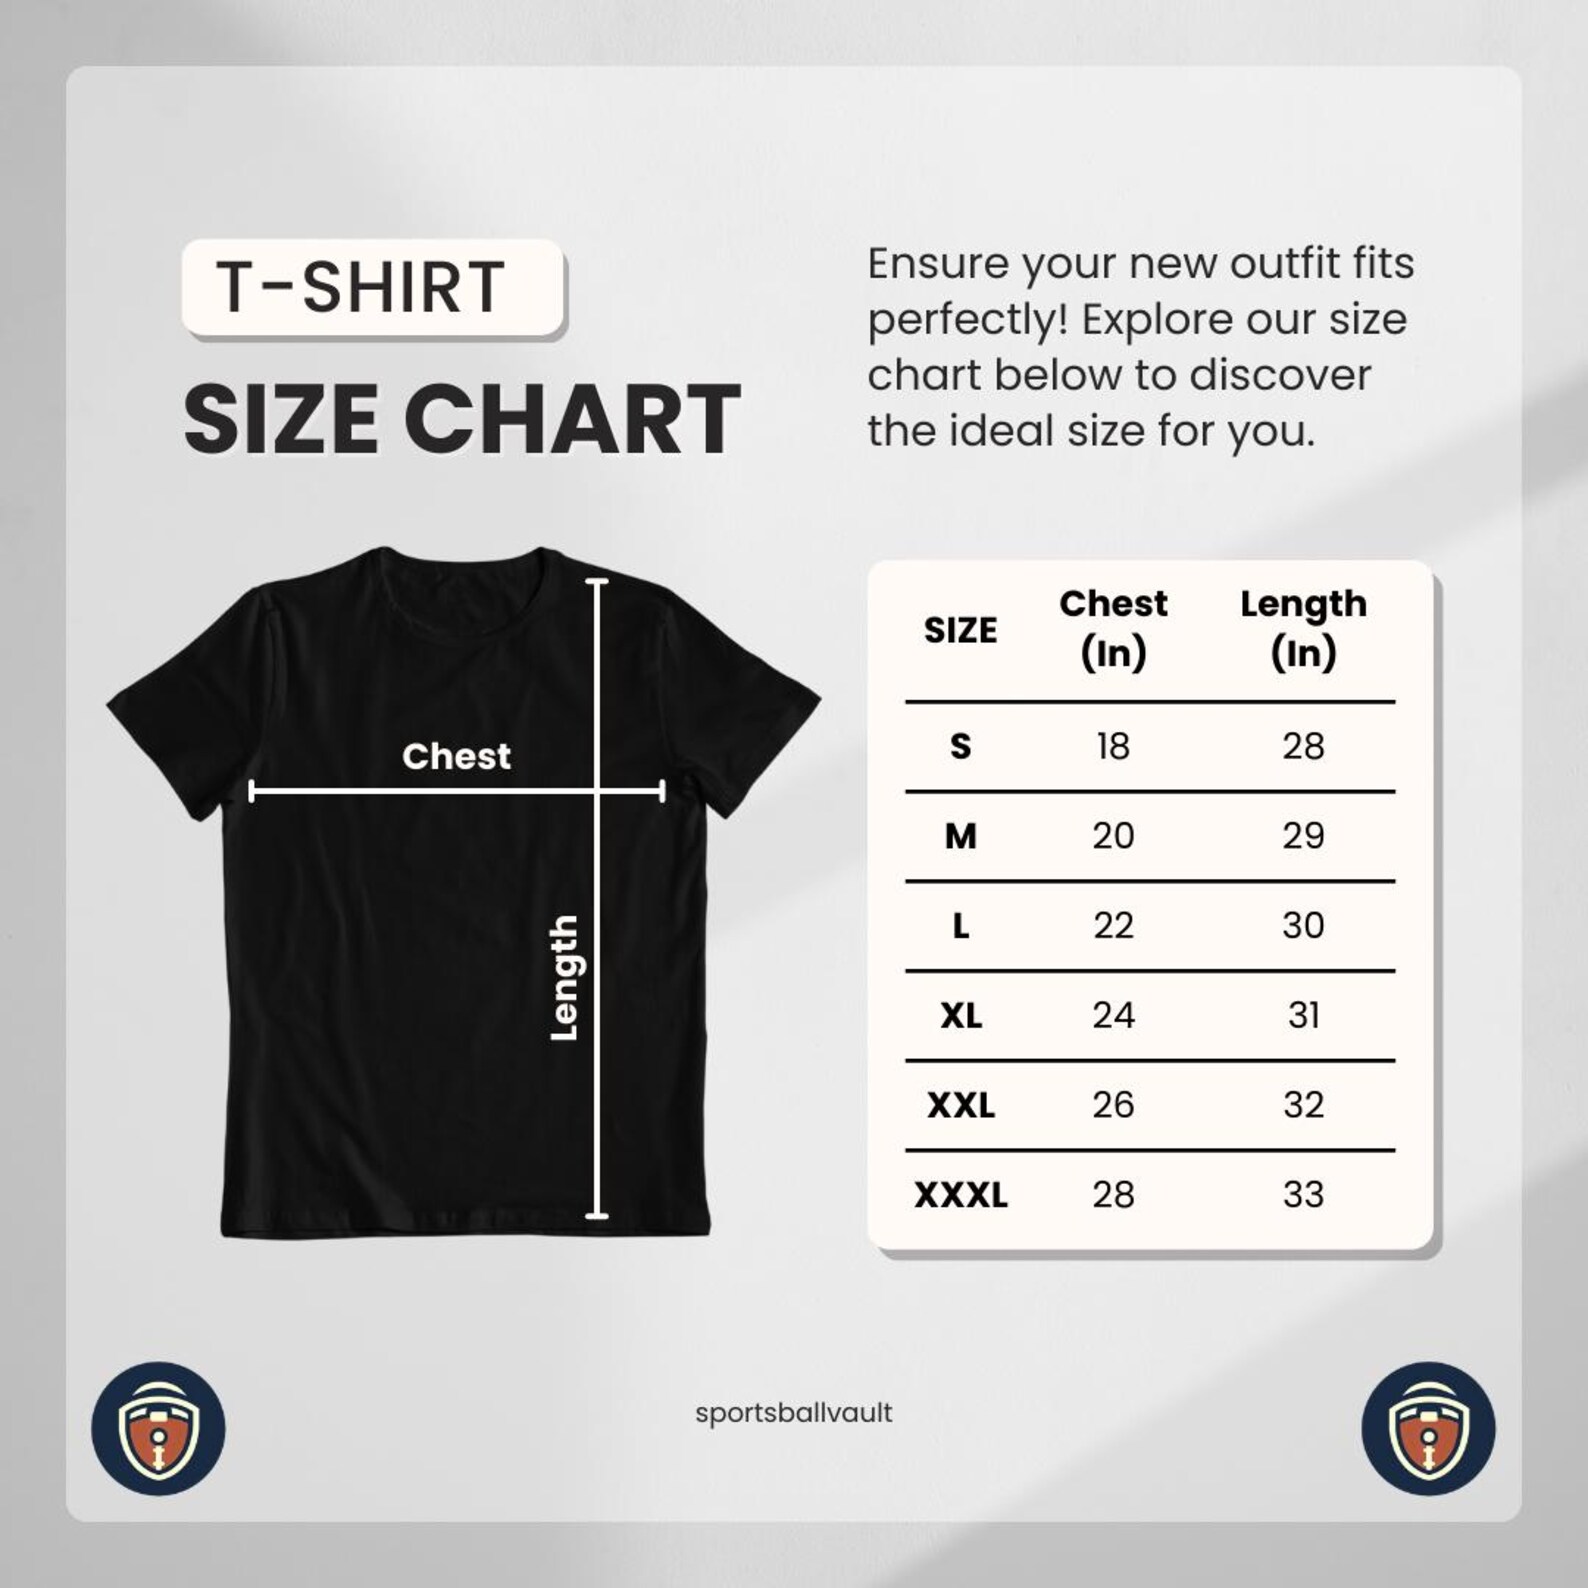 T-SHIRT
SIZE CHART
Ensure your new outfit fits
perfectly! Explore our size
chart below to discover
the ideal size for you.
Chest
Length
SIZE Chest (In) Length (In)
S 18 28
M 20 29
L 22 30
XL 24 31
XXL 26 32
XXXL 28 33
sportsballvault